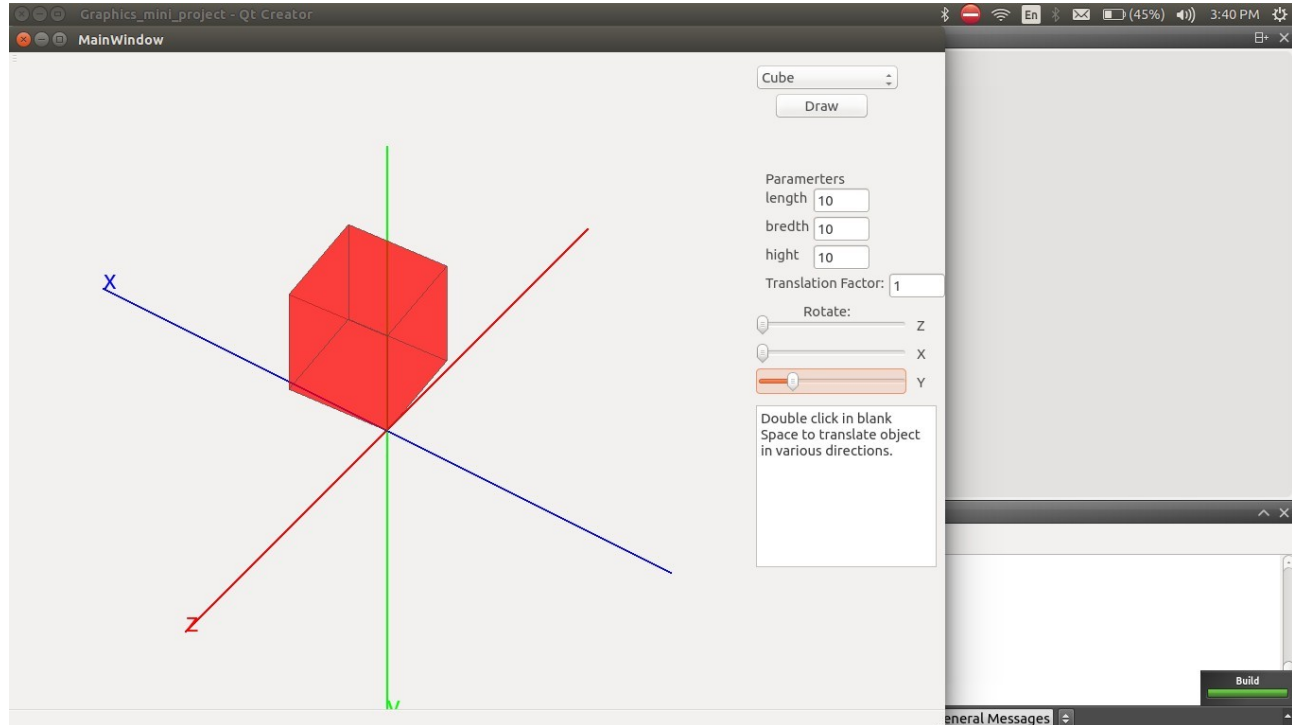 Graphics_mini_project - Qt Creator
En
(45%)
3:40 PM
MainWindow
Cube
Draw
Paramerters
length 10
bredth 10
hight 10
Translation Factor: 1
Rotate:
Z
X
Y
Double click in blank
Space to translate object
in various directions.
X
Z
Build
eneral Messages